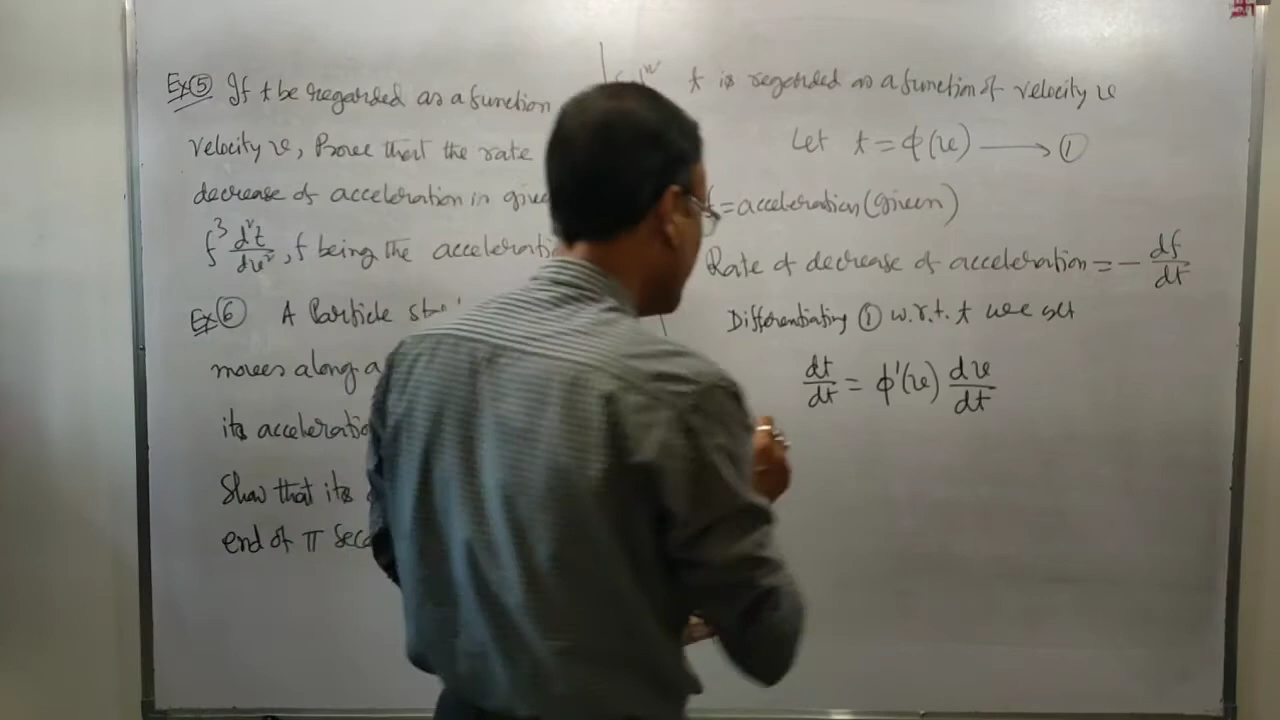 Ex⑤ If t be regarded as a function
velocity v, Prove that the rate
decrease of acceleration is given
f³ d²t/dv², f being the acceleratio
Ex⑥ A Particle sta
moves along a
its acceleratio
Show that its
end of π Seco
t is regarded as a function of velocity v
Let t = φ(v) ⟶ ①
f = acceleration (given)
Rate of decrease of acceleration = - df/dt
Differentiating ① w.r.t. t we get
dt/dt = φ'(v) dv/dt